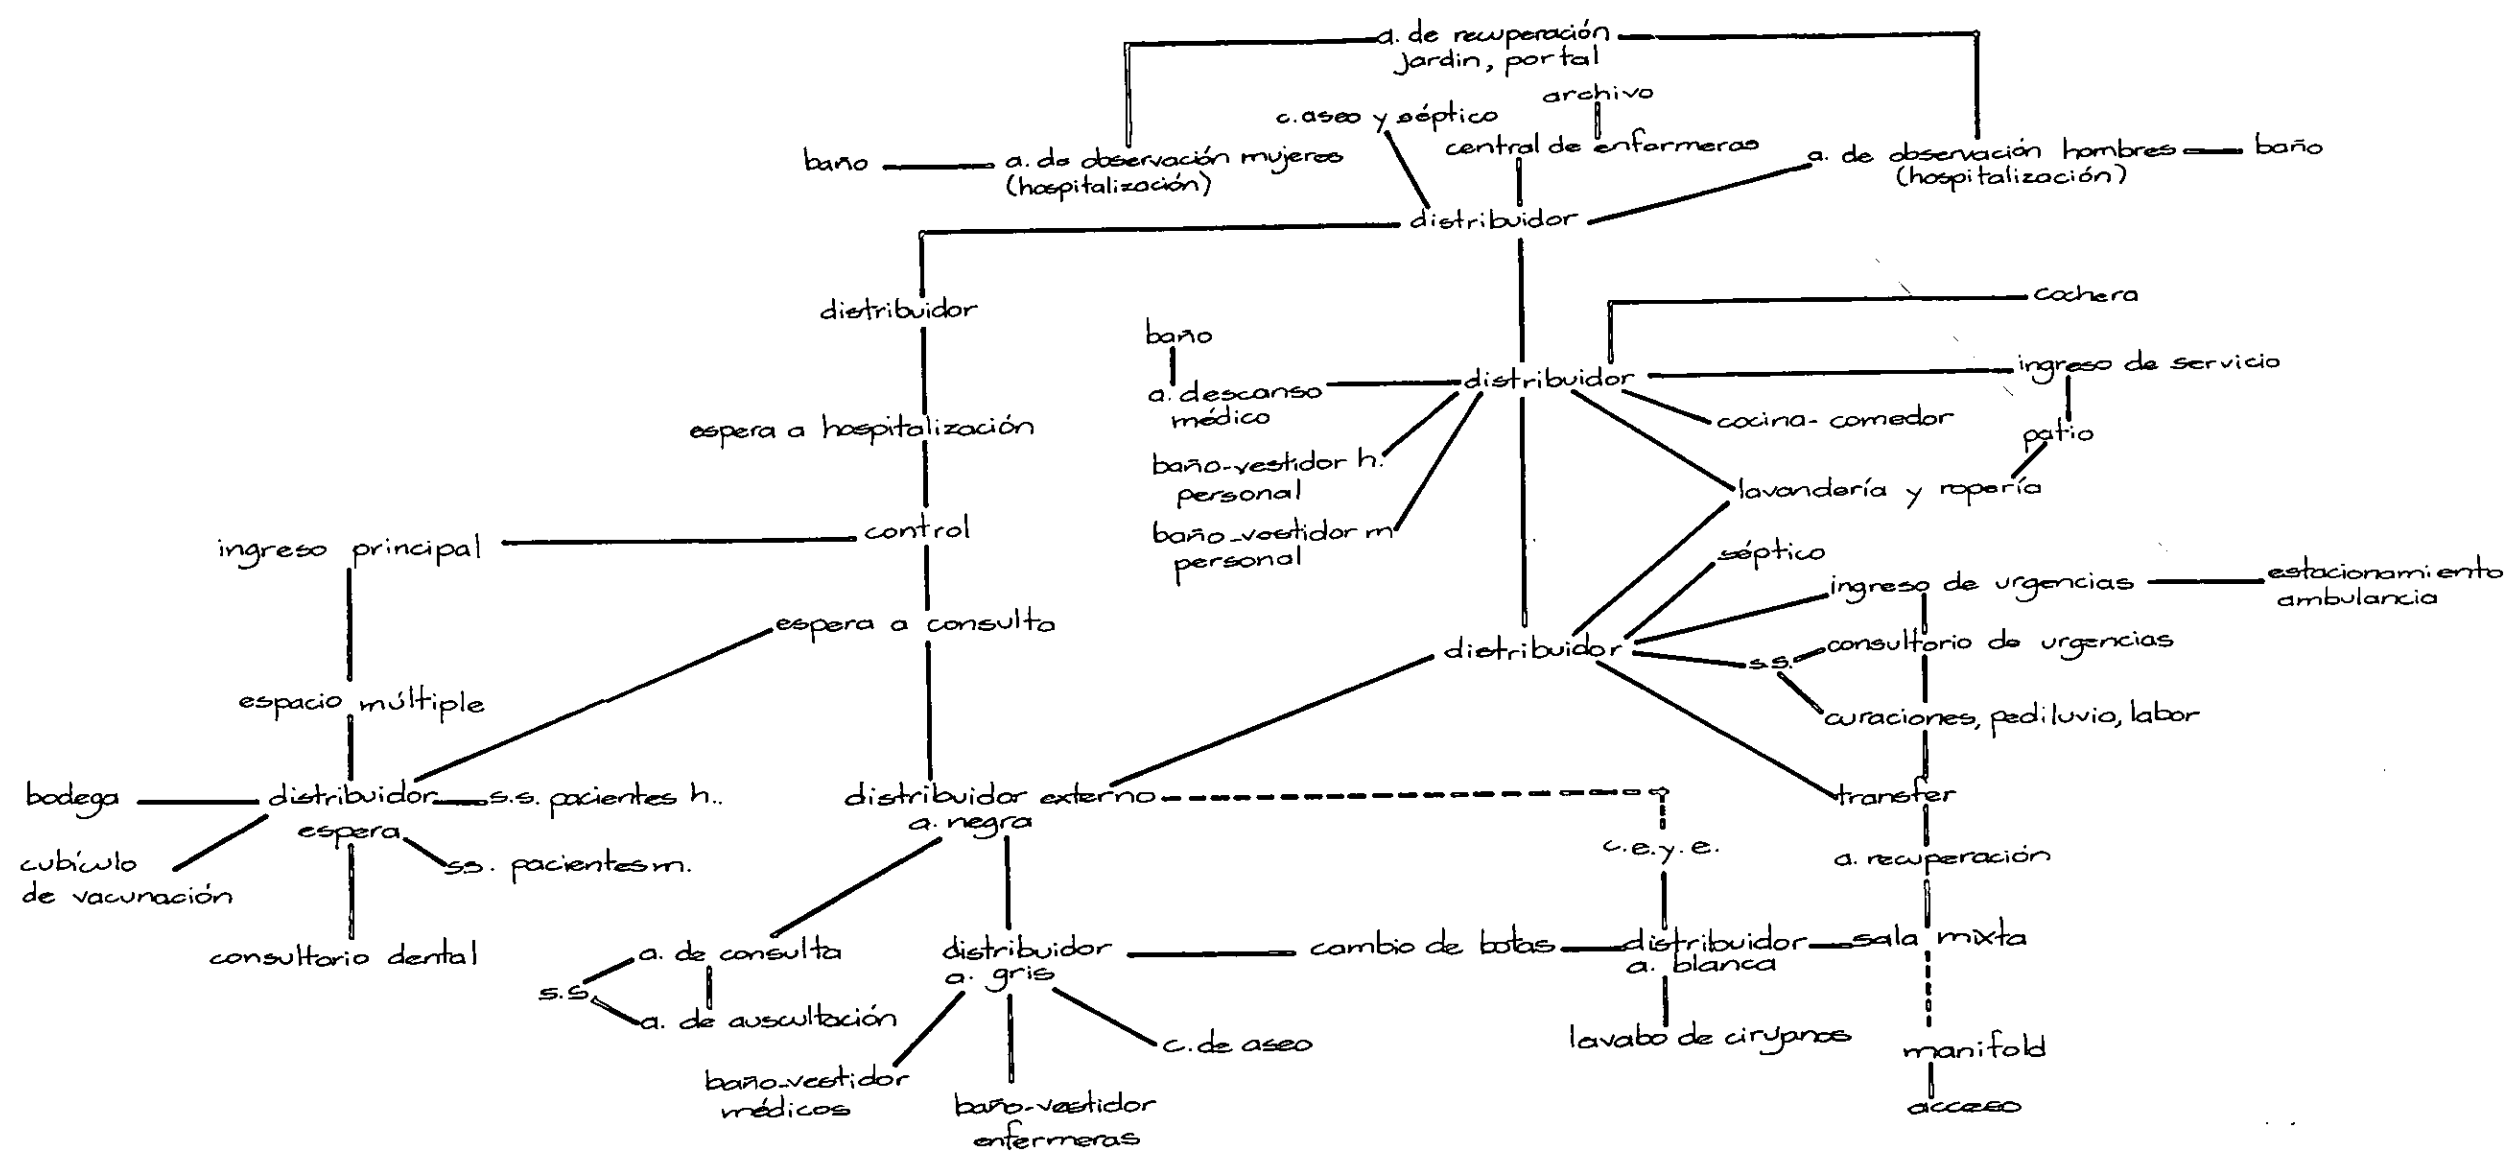 a. de recuperación
jardin, portal
archivo
c. aseo y séptico
central de enfermeras
baño
a. de observación mujeres
(hospitalización)
a. de observación hombres
(hospitalización)
baño
distribuidor
distribuidor
cochera
baño
a. descanso
médico
distribuidor
ingreso de servicio
cocina-comedor
patio
espera a hospitalización
baño-vestidor h.
personal
lavandería y ropería
baño-vestidor m
personal
control
ingreso principal
séptico
ingreso de urgencias
estacionamiento
ambulancia
espera a consulta
distribuidor
s.s.
consultorio de urgencias
espacio múltiple
curaciones, pediluvio, labor
bodega
distribuidor
espera
s.s. pacientes h..
distribuidor externo
a. negra
transfer
cubículo
de vacunación
s.s. pacientes m.
c.e.y.e.
a. recuperación
consultorio dental
a. de consulta
distribuidor
a. gris
cambio de botas
distribuidor
a. blanca
sala mixta
s.s.
a. de auscultación
c. de aseo
lavabo de cirujanos
manifold
baño-vestidor
médicos
baño-vestidor
enfermeras
acceso